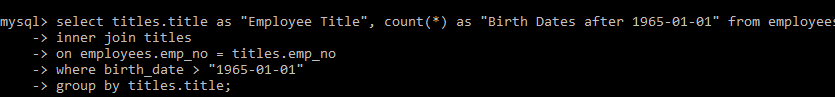 mysql> select titles.title as "Employee Title", count(*) as "Birth Dates after 1965-01-01" from employees
-> inner join titles
-> on employees.emp_no = titles.emp_no
-> where birth_date > "1965-01-01"
-> group by titles.title;